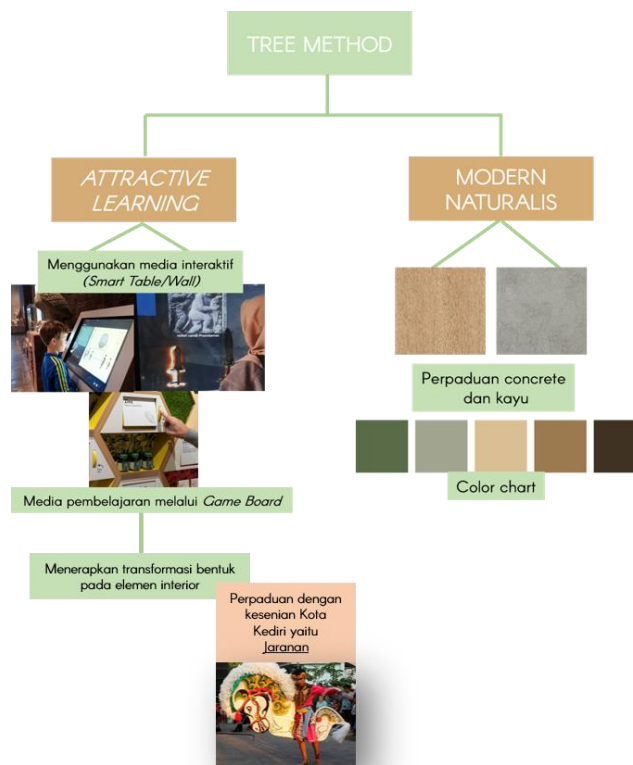 TREE METHOD
ATTRACTIVE
LEARNING
Menggunakan media interaktif
(Smart Table/Wall)
Media pembelajaran melalui Game Board
Menerapkan transformasi bentuk
pada elemen interior
Perpaduan dengan
kesenian Kota
Kediri yaitu
Jaranan
MODERN
NATURALIS
Perpaduan concrete
dan kayu
Color chart